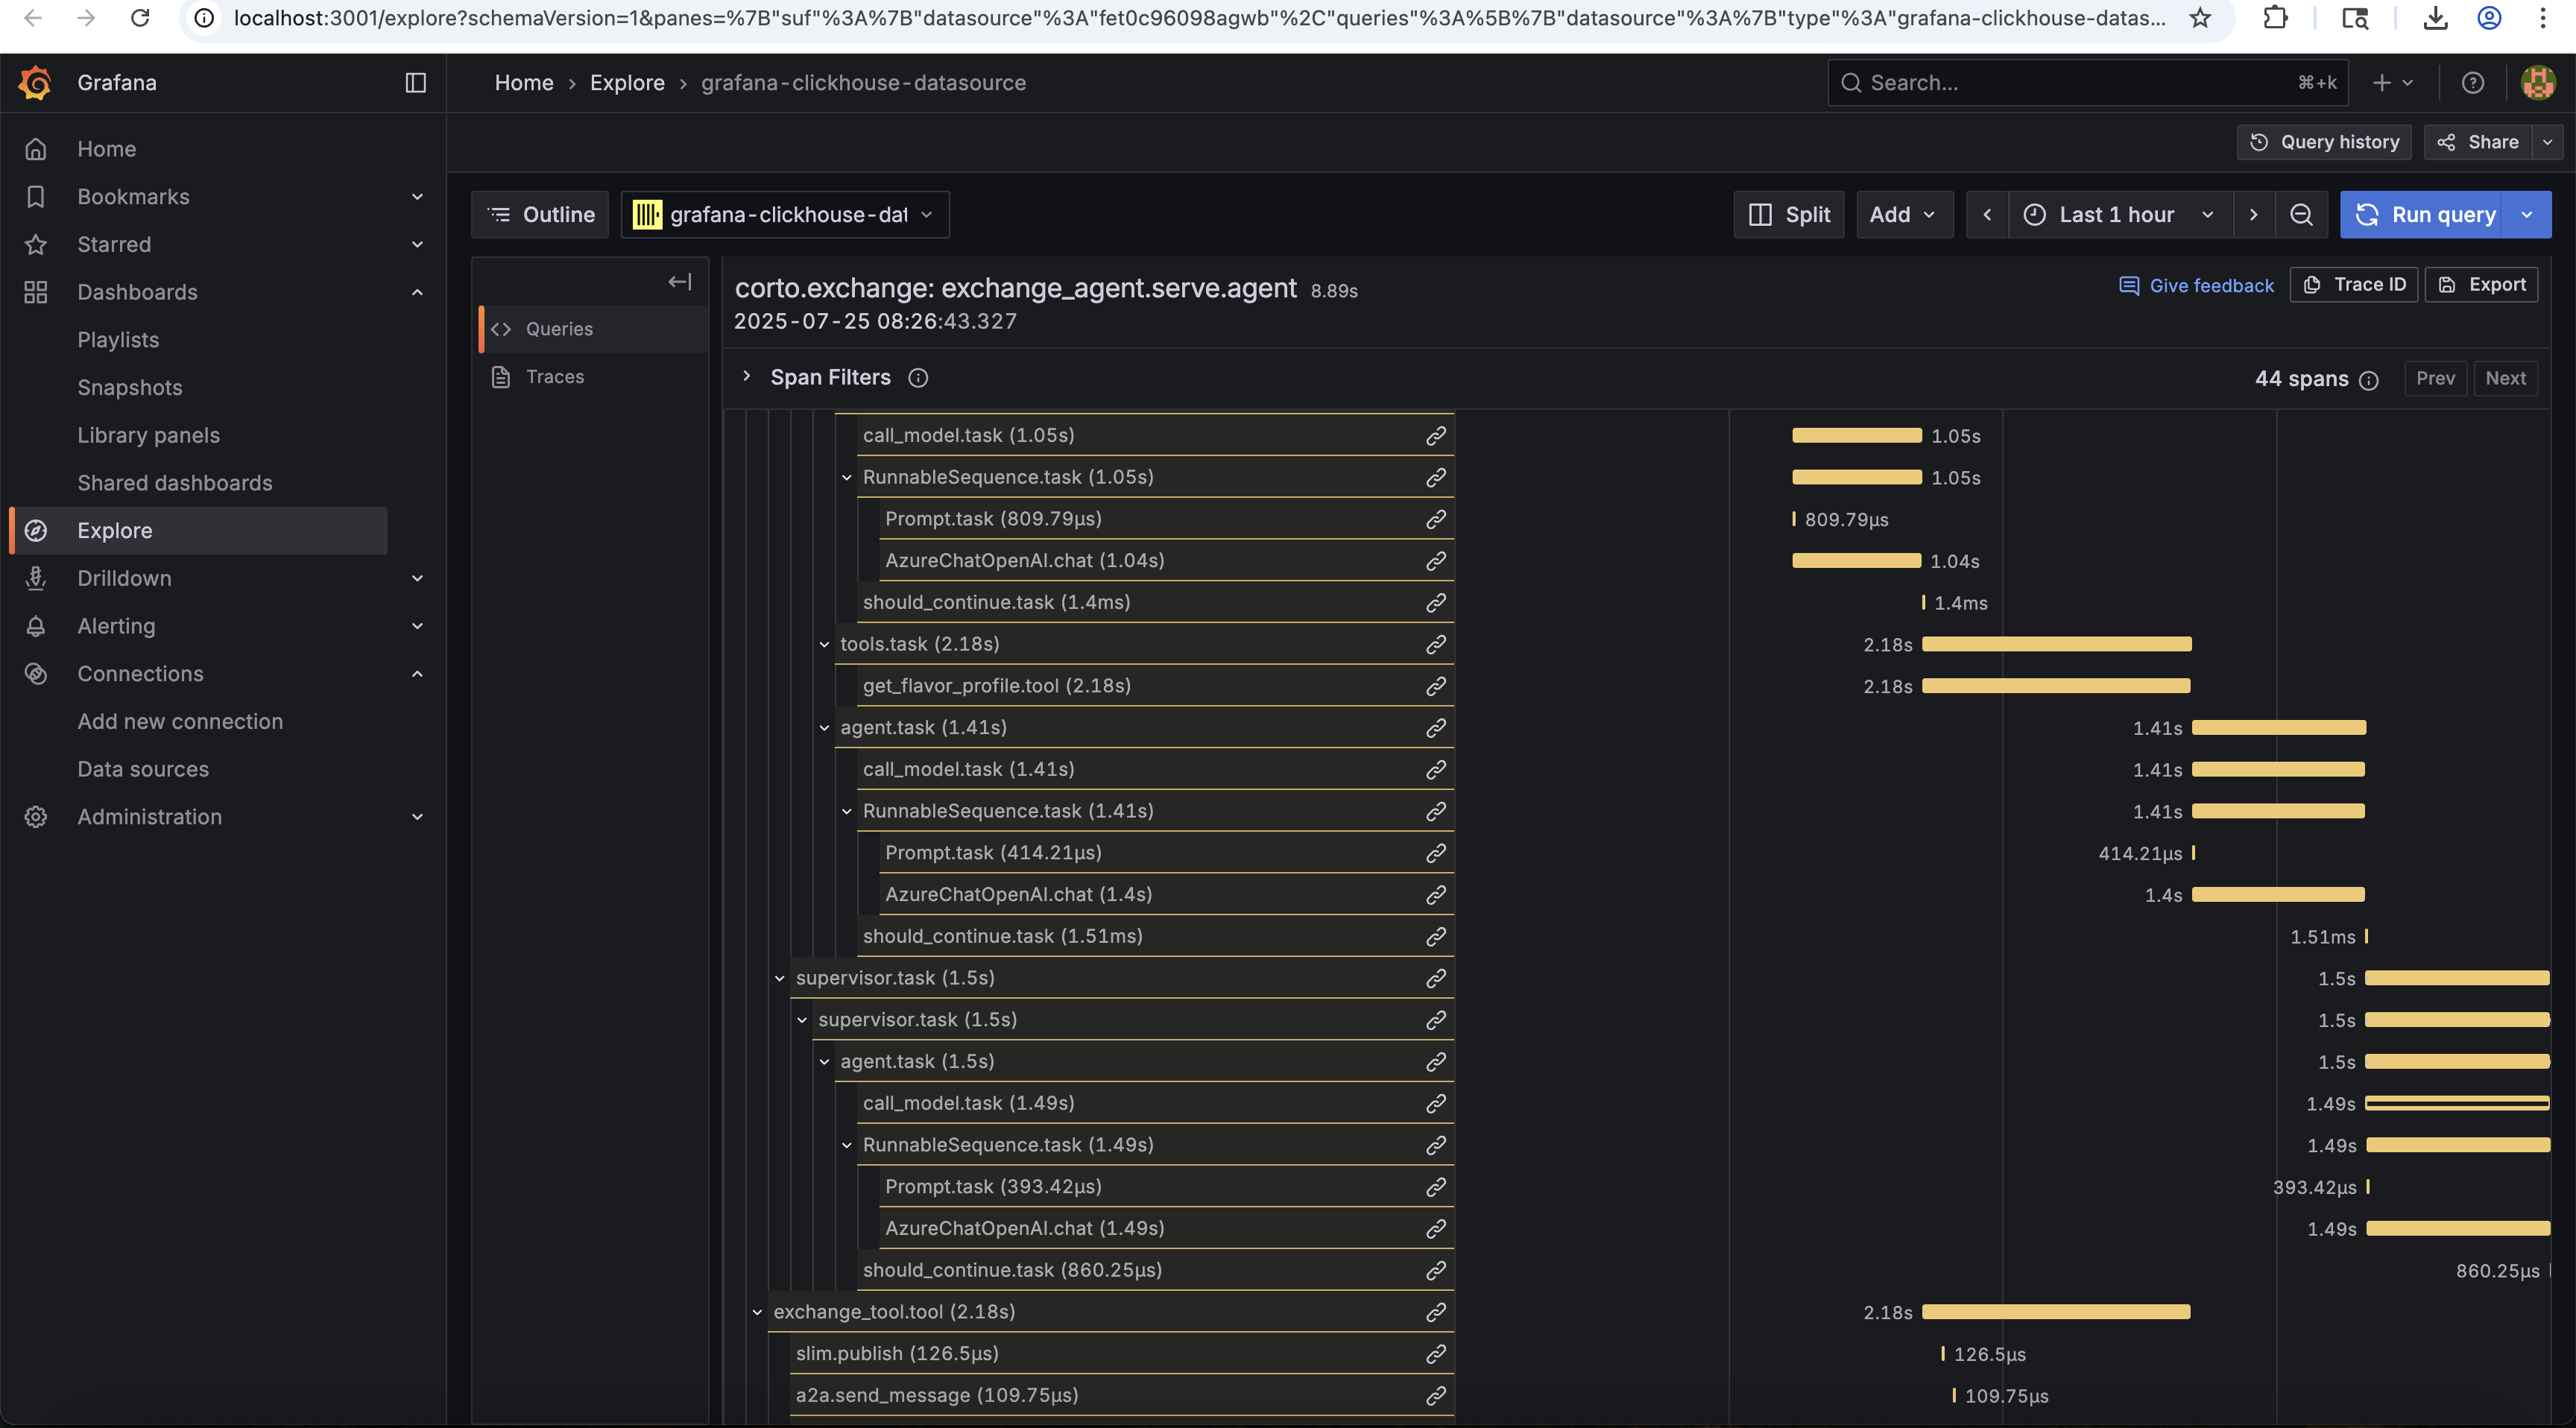 localhost:3001/explore?schemaVersion=1&panes=%7B"suf"%3A%7B"datasource"%3A"fet0c96098agwb"%2C"queries"%3A%5B%7B"datasource"%3A%7B"type"%3A"grafana-clickhouse-datas...
Grafana
Home › Explore › grafana-clickhouse-datasource
Search... ⌘+k
Query history Share
Home
Bookmarks
Starred
Dashboards
Playlists
Snapshots
Library panels
Shared dashboards
Explore
Drilldown
Alerting
Connections
Add new connection
Data sources
Administration
Outline grafana-clickhouse-dat Split Add Last 1 hour Run query
Queries
Traces
corto.exchange: exchange_agent.serve.agent 8.89s
2025-07-25 08:26:43.327
Give feedback Trace ID Export
Span Filters 44 spans Prev Next
call_model.task (1.05s) 1.05s
RunnableSequence.task (1.05s) 1.05s
Prompt.task (809.79μs) 809.79μs
AzureChatOpenAI.chat (1.04s) 1.04s
should_continue.task (1.4ms) 1.4ms
tools.task (2.18s) 2.18s
get_flavor_profile.tool (2.18s) 2.18s
agent.task (1.41s) 1.41s
call_model.task (1.41s) 1.41s
RunnableSequence.task (1.41s) 1.41s
Prompt.task (414.21μs) 414.21μs
AzureChatOpenAI.chat (1.4s) 1.4s
should_continue.task (1.51ms) 1.51ms
supervisor.task (1.5s) 1.5s
supervisor.task (1.5s) 1.5s
agent.task (1.5s) 1.5s
call_model.task (1.49s) 1.49s
RunnableSequence.task (1.49s) 1.49s
Prompt.task (393.42μs) 393.42μs
AzureChatOpenAI.chat (1.49s) 1.49s
should_continue.task (860.25μs) 860.25μs
exchange_tool.tool (2.18s) 2.18s
slim.publish (126.5μs) 126.5μs
a2a.send_message (109.75μs) 109.75μs